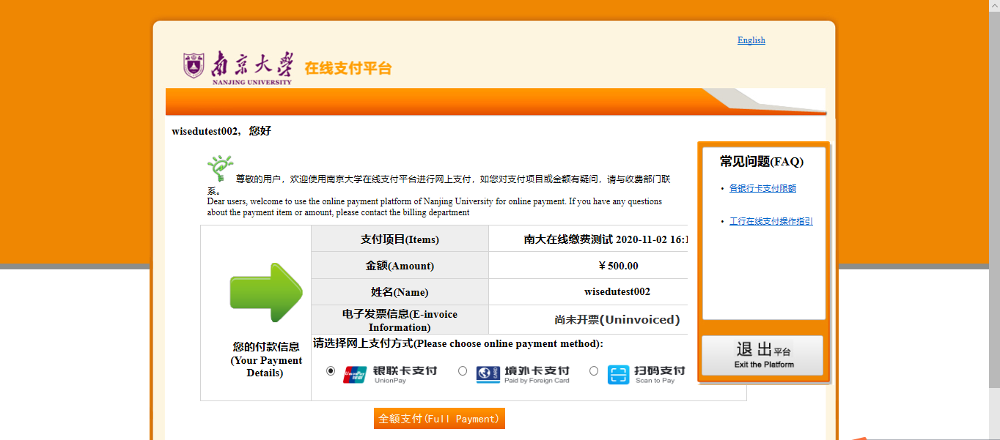 English
南京大学
NANJING UNIVERSITY
在线支付平台
wisedutest002，您好
尊敬的用户，欢迎使用南京大学在线支付平台进行网上支付，如您对支付项目或金额有疑问，请与收费部门联
系。
Dear users, welcome to use the online payment platform of Nanjing University for online payment. If you have any questions
about the payment item or amount, please contact the billing department
您的付款信息
(Your Payment
Details)
支付项目(Items)
南大在线缴费测试 2020-11-02 16:1
金额(Amount)
￥500.00
姓名(Name)
wisedutest002
电子发票信息(E-invoice
Information)
尚未开票(Uninvoiced)
请选择网上支付方式(Please choose online payment method):
UnionPay
银联
银联卡支付
UnionPay
CARD
境外卡支付
Paid by Foreign Card
扫码支付
Scan to Pay
全额支付(Full Payment)
常见问题(FAQ)
• 各银行卡支付限额
• 工行在线支付操作指引
退 出 平台
Exit the Platform